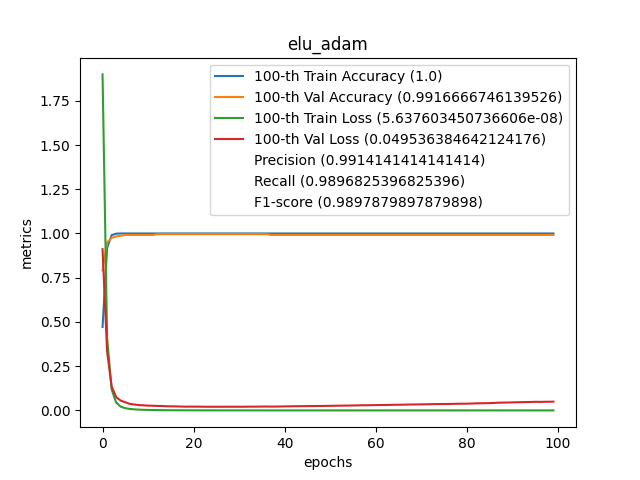 elu_adam
100-th Train Accuracy (1.0)
100-th Val Accuracy (0.9916666746139526)
100-th Train Loss (5.637603450736606e-08)
100-th Val Loss (0.049536384642124176)
Precision (0.9914141414141414)
Recall (0.9896825396825396)
F1-score (0.9897879897879898)
metrics
1.75
1.50
1.25
1.00
0.75
0.50
0.25
0.00
0 20 40 60 80 100
epochs